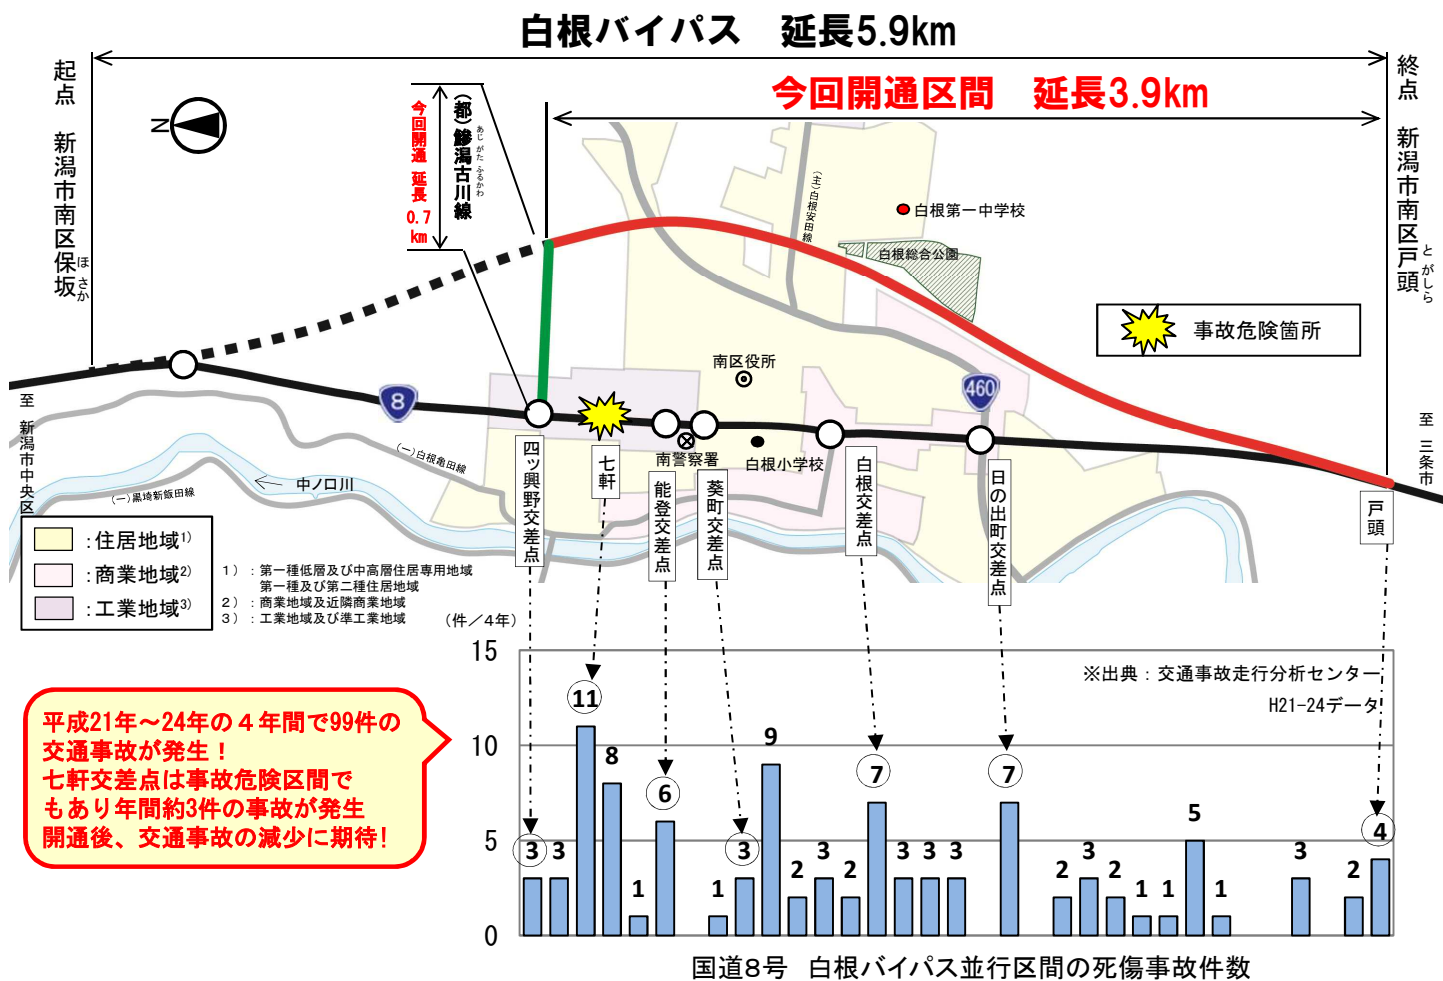 白根バイパス 延長5.9km
今回開通区間 延長3.9km
起点 新潟市南区保坂
ほ さか
終点 新潟市南区戸頭
と がしら
N
(都)鰺潟古川線
あじ がた ふるかわ
今回開通 延長 0.7km
(主)白根安田線
白根第一中学校
白根総合公園
事故危険箇所
南区役所
8
460
至 新潟市中央区
至 三条市
(一)白根亀田線
(一)黒埼新飯田線
中ノ口川
南警察署
白根小学校
四ッ興野交差点
七軒
能登交差点
葵町交差点
白根交差点
日の出町交差点
戸頭
:住居地域1)
:商業地域2)
:工業地域3)
1):第一種低層及び中高層住居専用地域
第一種及び第二種住居地域
2):商業地域及近隣商業地域
3):工業地域及び準工業地域
(件/4年)
15
10
5
0
※出典:交通事故走行分析センター
H21-24データ
平成21年～24年の4年間で99件の
交通事故が発生!
七軒交差点は事故危険区間で
もあり年間約3件の事故が発生
開通後、交通事故の減少に期待!
3 3 11 8 1 6 1 3 9 2 3 2 7 3 3 3 7 2 3 2 1 1 5 1 3 2 4
国道8号 白根バイパス並行区間の死傷事故件数